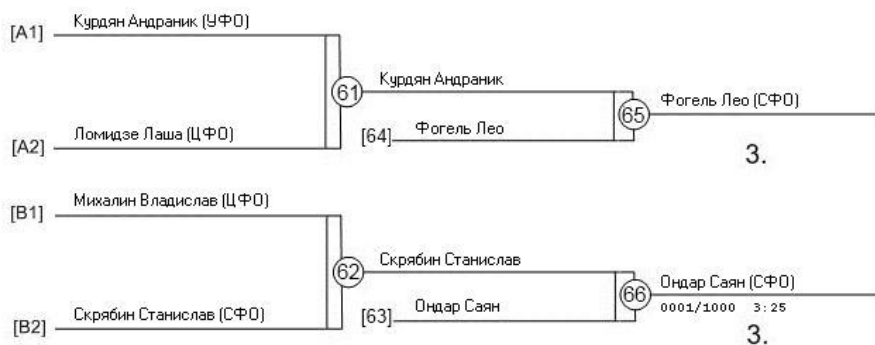 [A1] Курдян Андраник (УФО)
61 Курдян Андраник
65 Фогель Лео (СФО)
[A2] Ломидзе Лаша (ЦФО)
[64] Фогель Лео
3.
[B1] Михалин Владислав (ЦФО)
62 Скрябин Станислав
66 Ондар Саян (СФО)
0001/1000 3:25
[B2] Скрябин Станислав (СФО)
[63] Ондар Саян
3.